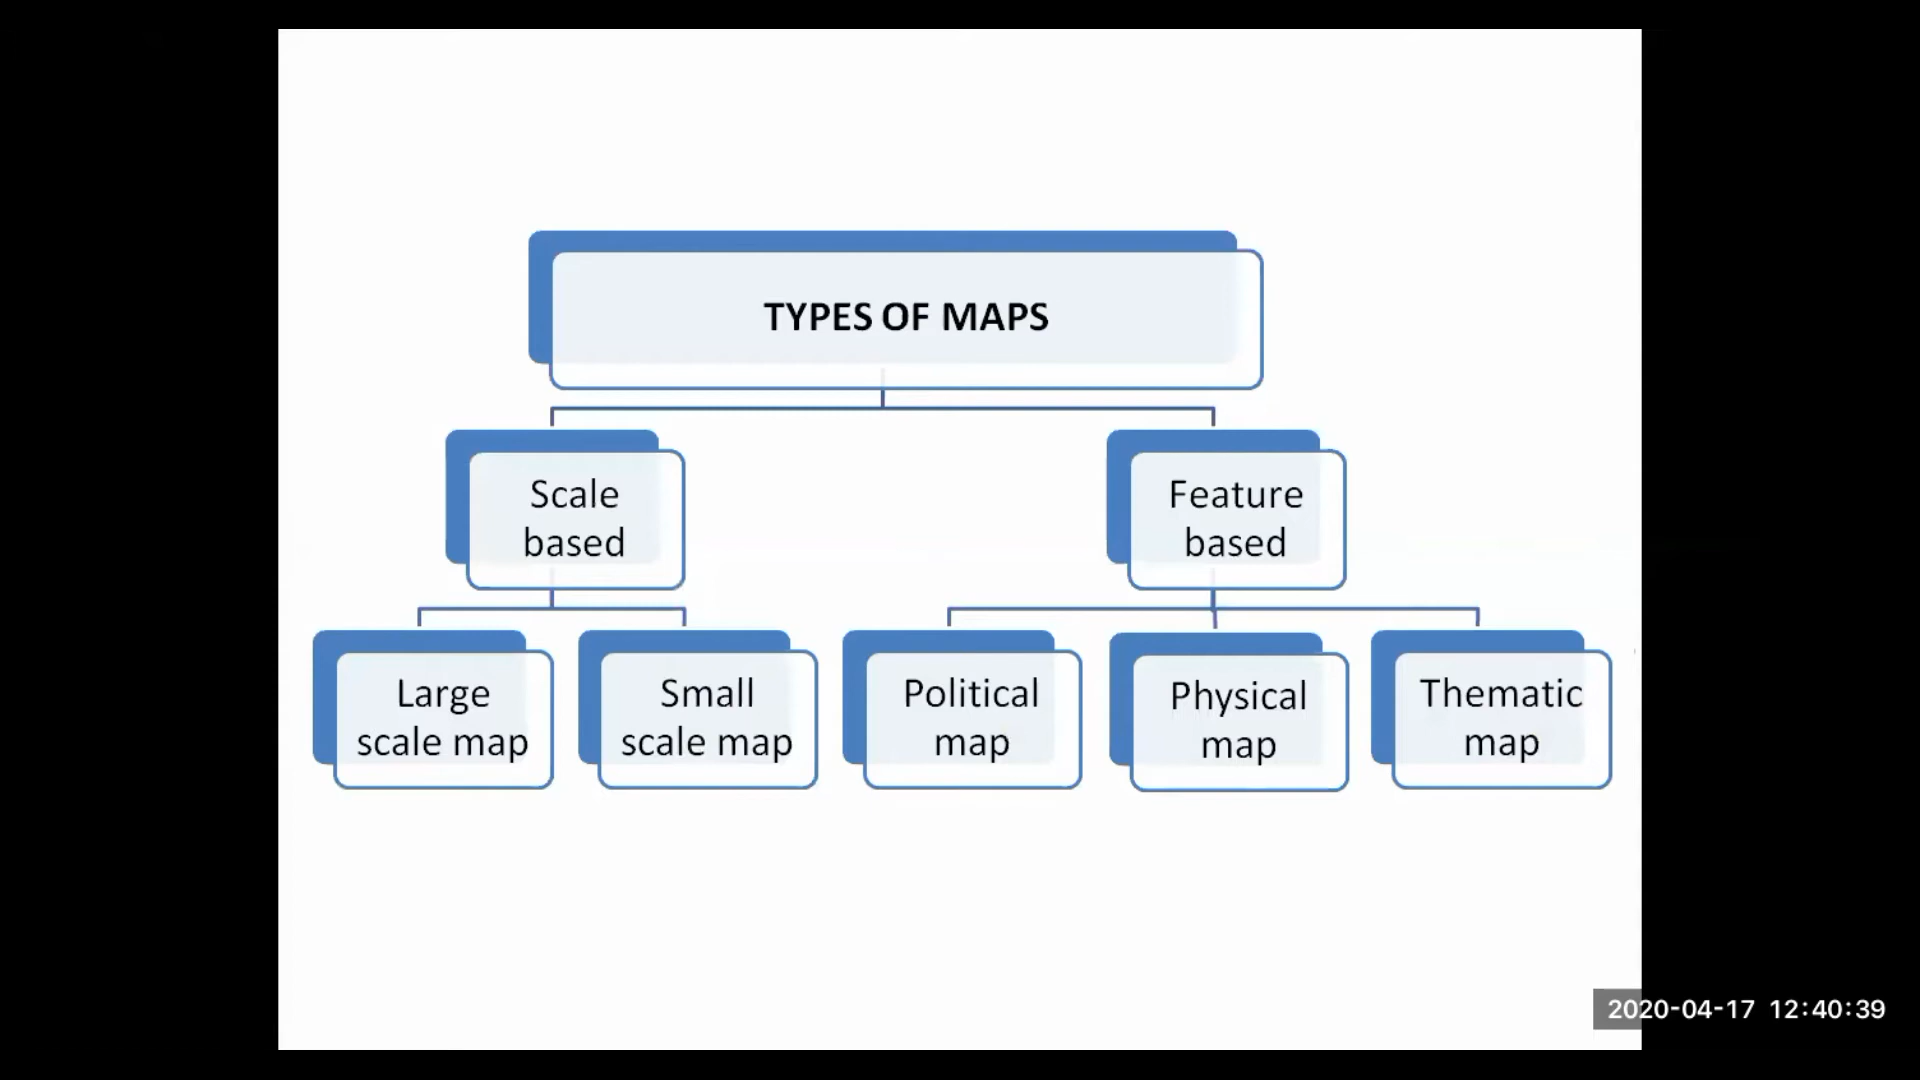 TYPES OF MAPS
Scale
based
Feature
based
Large
scale map
Small
scale map
Political
map
Physical
map
Thematic
map
2020-04-17 12:40:39